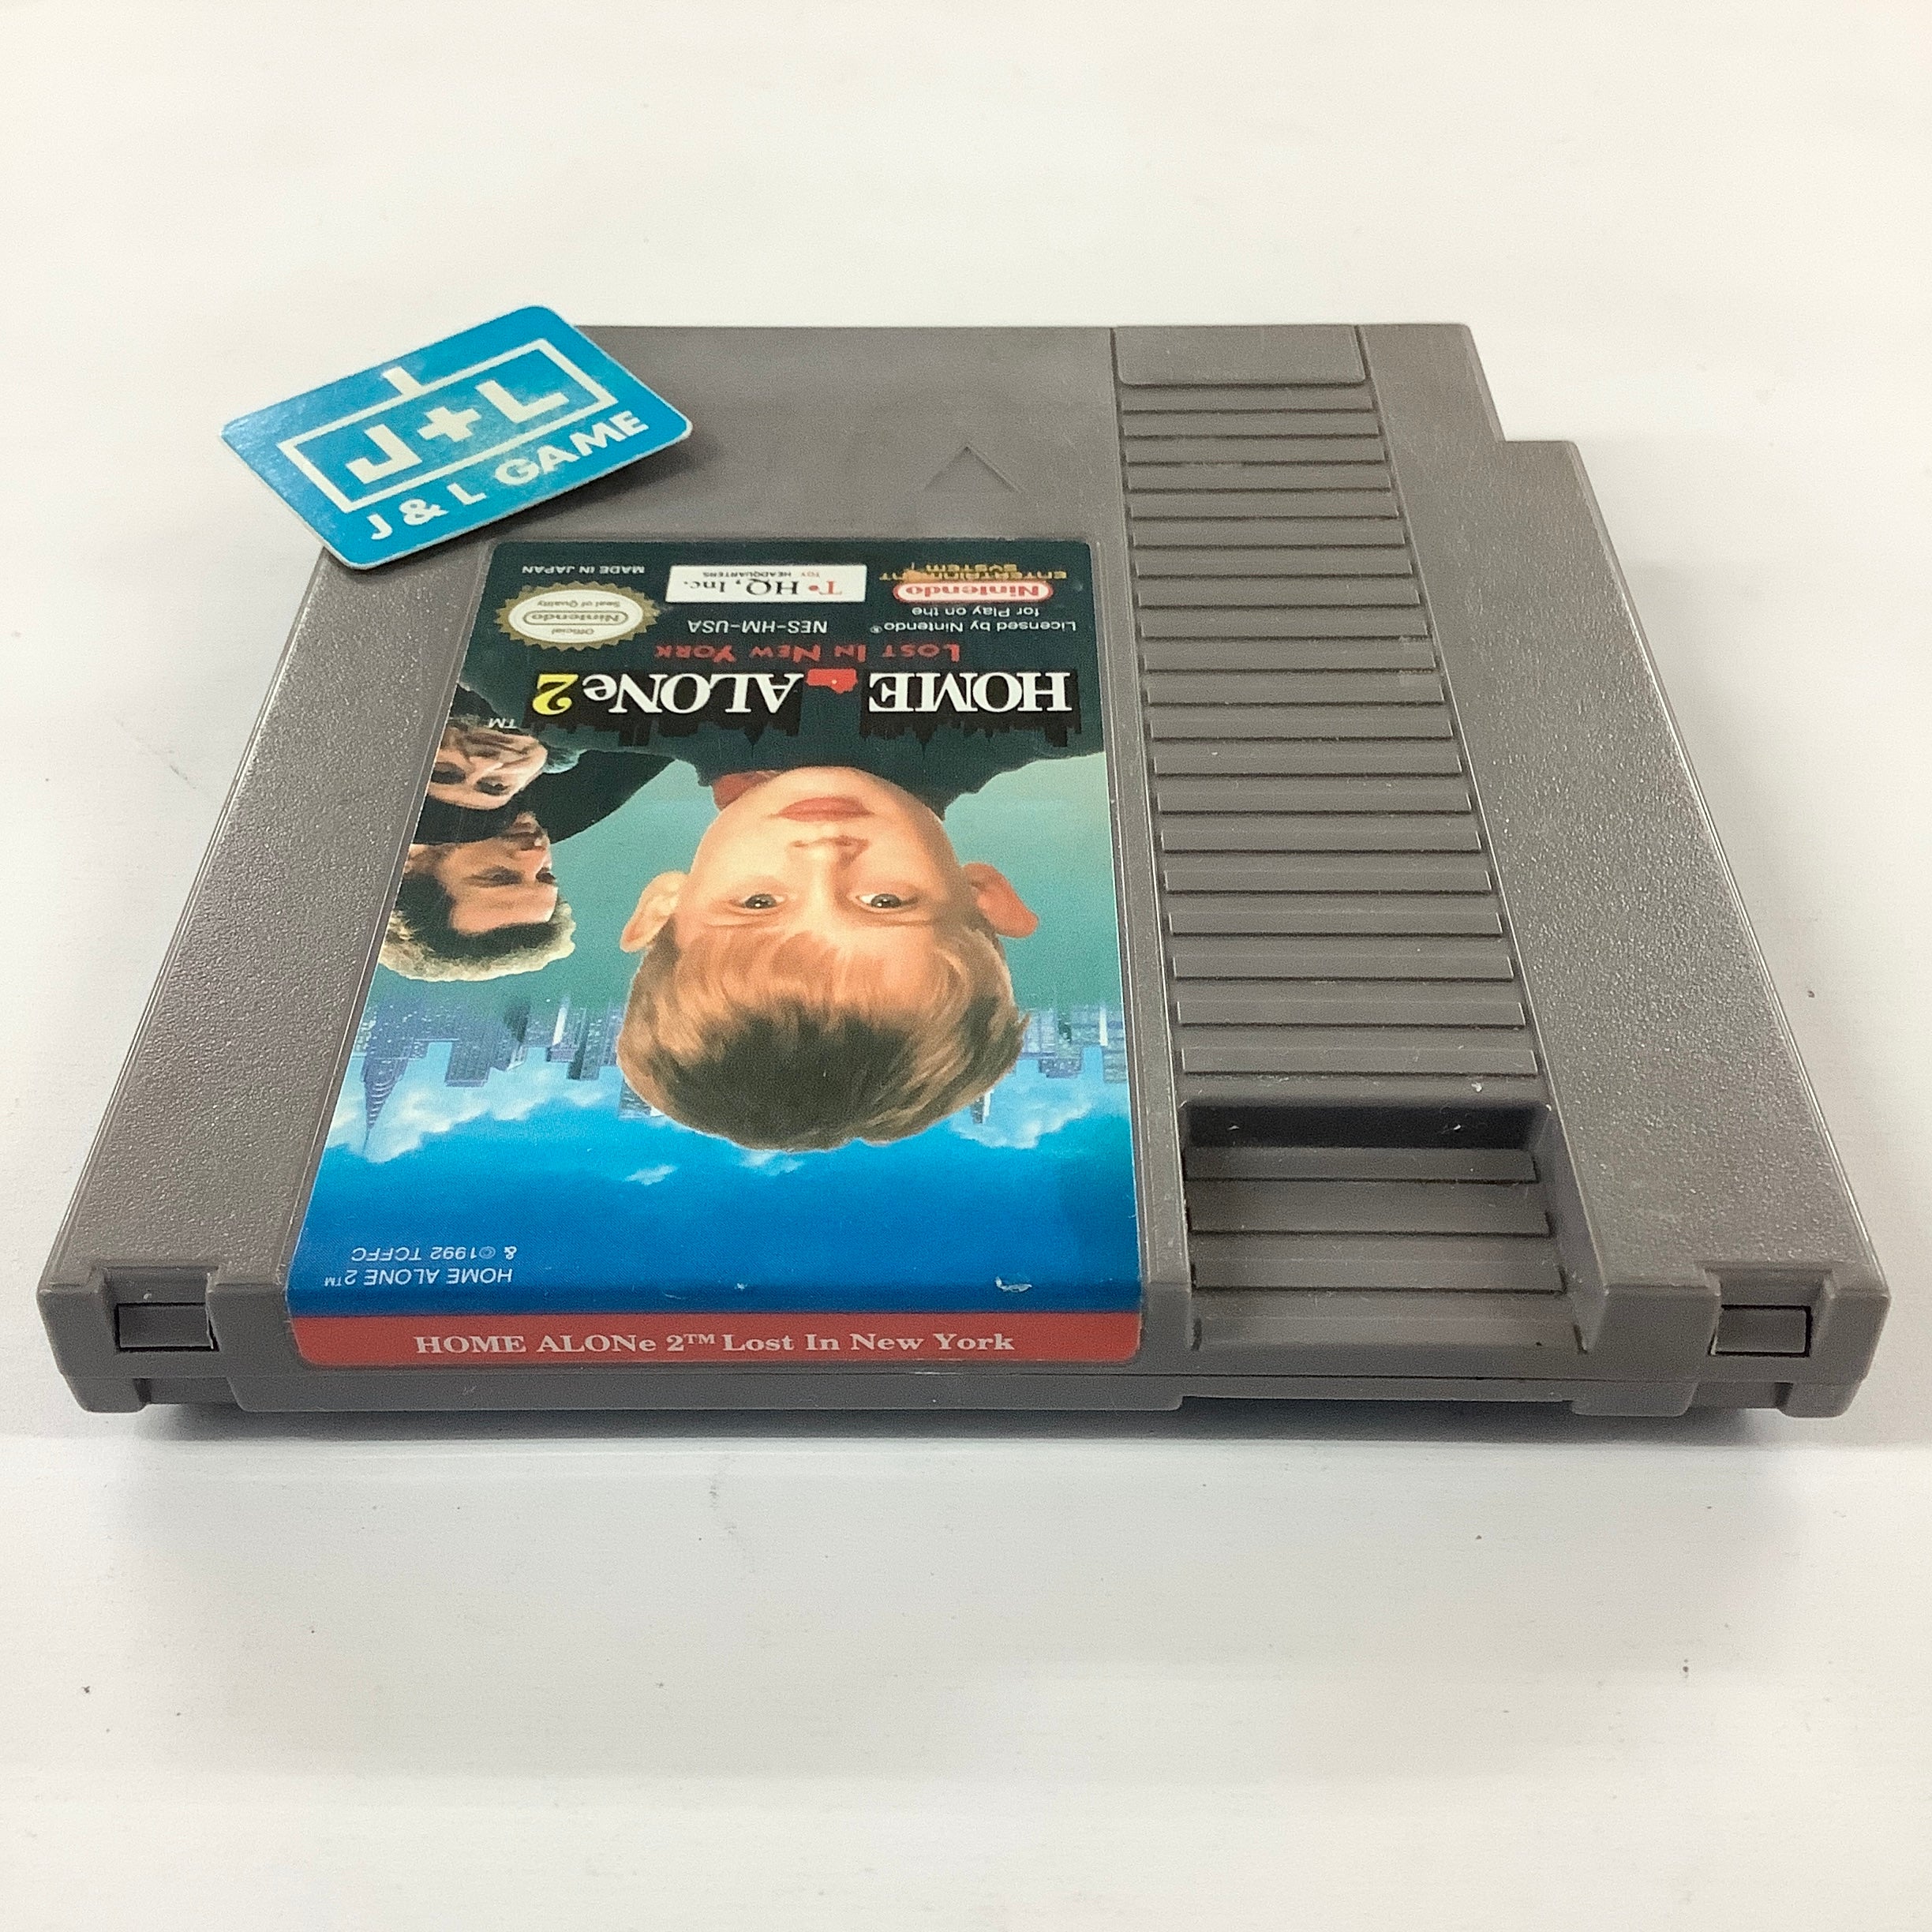 J+L
J & L GAME
HOME ALONe 2™ Lost In New York
HOME ALONE 2™
& ©1992 TCFFC
HOME ALONe 2
TM
LOST IN NEW YORK
Licensed by Nintendo®
for Play on the
Nintendo
ENTERTAINMENT
SYSTEM
NES-HM-USA
T•HQ, Inc.
TOY HEADQUARTERS
Official
Nintendo
Seal of Quality
MADE IN JAPAN